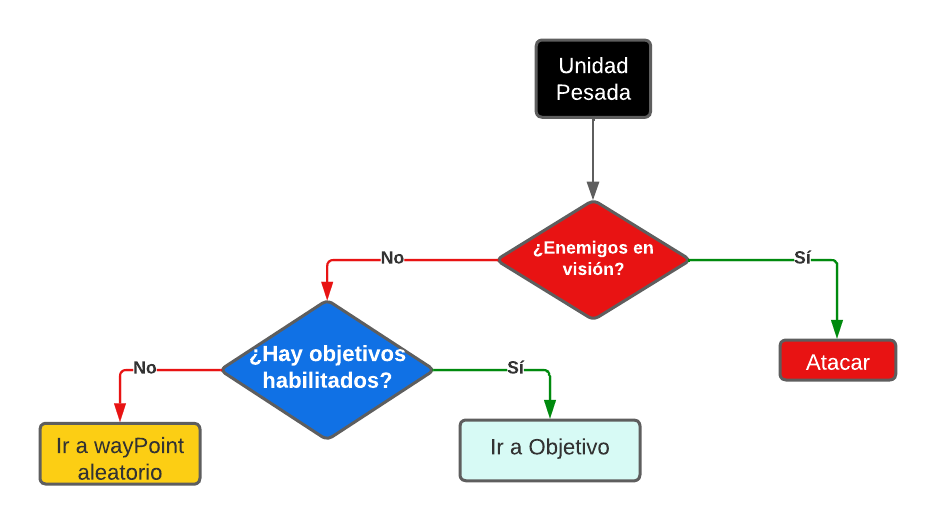 Unidad
Pesada
¿Enemigos en
visión?
No
Sí
¿Hay objetivos
habilitados?
Atacar
No
Sí
Ir a wayPoint
aleatorio
Ir a Objetivo